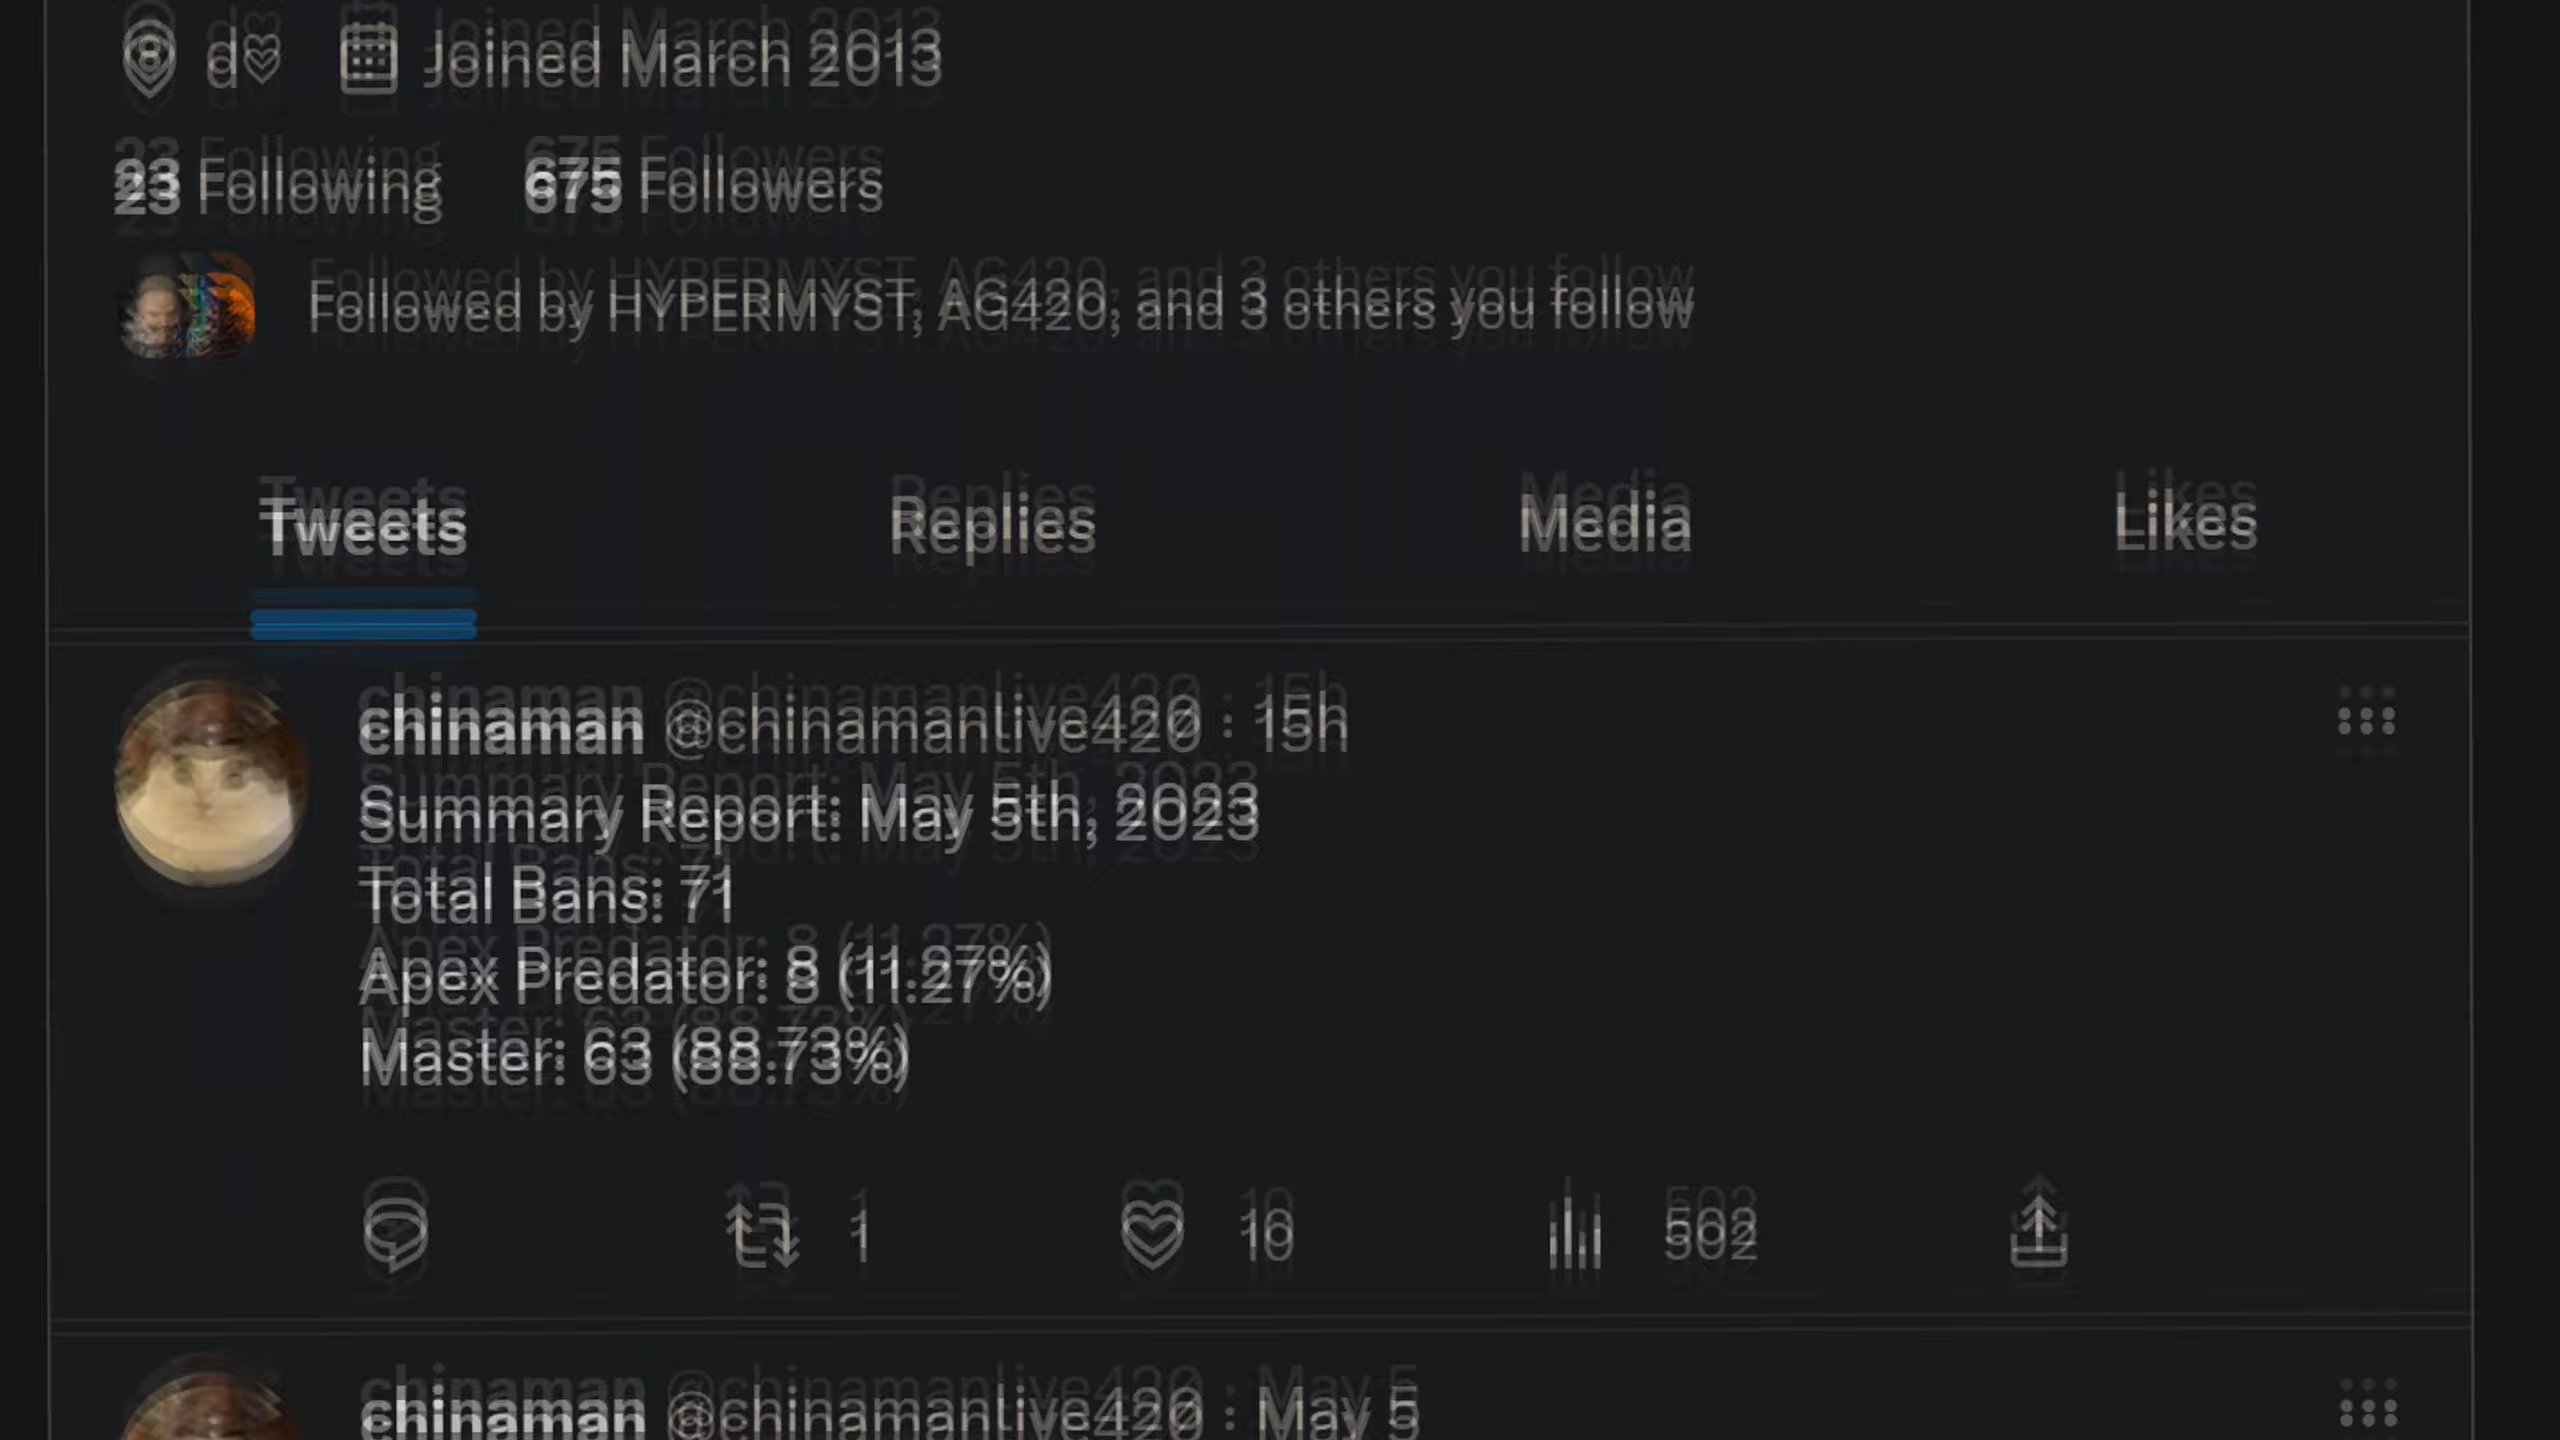 d Joined March 2013
23 Following 675 Followers
Followed by HYPERMYST, AG420, and 3 others you follow
Tweets Replies Media Likes
chinaman @chinamanlive420 · 15h
Summary Report: May 5th, 2023
Total Bans: 71
Apex Predator: 8 (11.27%)
Master: 63 (88.73%)
1 10 502
chinaman @chinamanlive420 · May 5